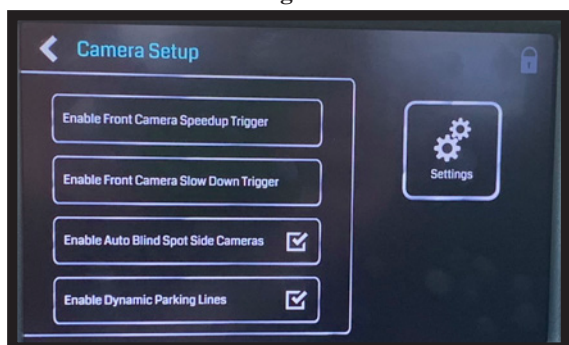 Camera Setup
Enable Front Camera Speedup Trigger
Enable Front Camera Slow Down Trigger
Settings
Enable Auto Blind Spot Side Cameras
Enable Dynamic Parking Lines